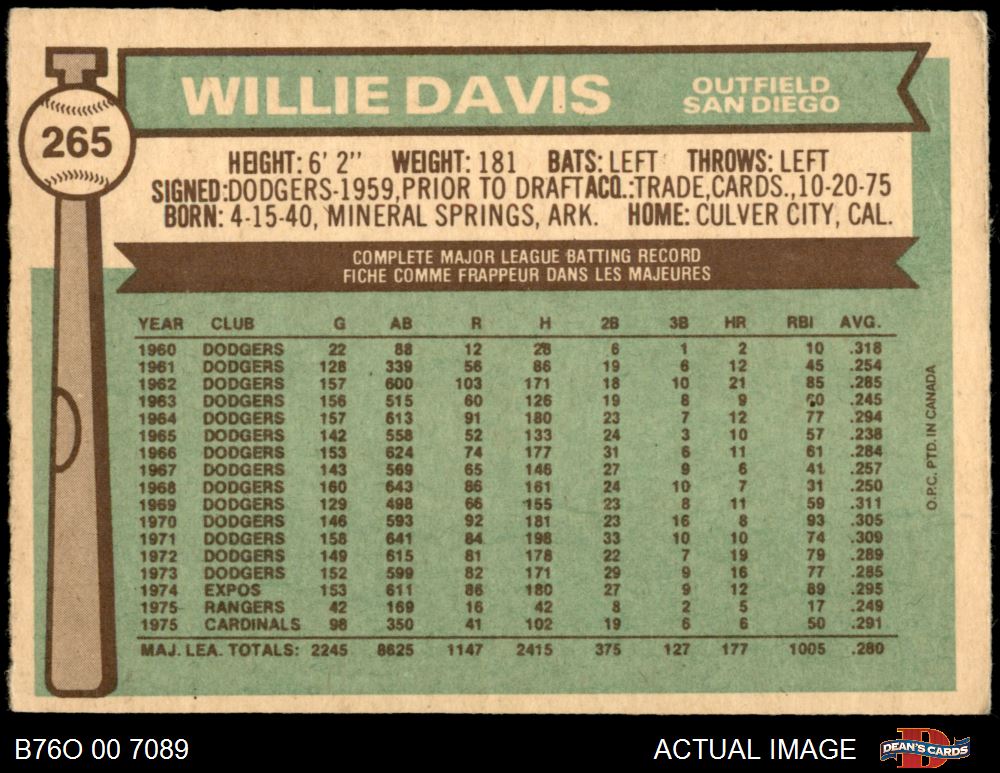 WILLIE DAVIS
OUTFIELD
SAN DIEGO
265
HEIGHT: 6' 2" WEIGHT: 181 BATS: LEFT THROWS: LEFT
SIGNED:DODGERS-1959,PRIOR TO DRAFT ACQ.:TRADE,CARDS.,10-20-75
BORN: 4-15-40, MINERAL SPRINGS, ARK. HOME: CULVER CITY, CAL.
COMPLETE MAJOR LEAGUE BATTING RECORD
FICHE COMME FRAPPEUR DANS LES MAJEURES
YEAR CLUB G AB R H 2B 3B HR RBI AVG.
1960 DODGERS 22 88 12 28 6 1 2 10 .318
1961 DODGERS 128 339 56 86 19 6 12 45 .254
1962 DODGERS 157 600 103 171 18 10 21 85 .285
1963 DODGERS 156 515 60 126 19 8 9 60 .245
1964 DODGERS 157 613 91 180 23 7 12 77 .294
1965 DODGERS 142 558 52 133 24 3 10 57 .238
1966 DODGERS 153 624 74 177 31 6 11 61 .284
1967 DODGERS 143 569 65 146 27 9 6 41 .257
1968 DODGERS 160 643 86 161 24 10 7 31 .250
1969 DODGERS 129 498 66 155 23 8 11 59 .311
1970 DODGERS 146 593 92 181 23 16 8 93 .305
1971 DODGERS 158 641 84 198 33 10 10 74 .309
1972 DODGERS 149 615 81 178 22 7 19 79 .289
1973 DODGERS 152 599 82 171 29 9 16 77 .285
1974 EXPOS 153 611 86 180 27 9 12 89 .295
1975 RANGERS 42 169 16 42 8 2 5 17 .249
1975 CARDINALS 98 350 41 102 19 6 6 50 .291
MAJ. LEA. TOTALS: 2245 8625 1147 2415 375 127 177 1005 .280
O.P.C. PTD. IN CANADA
B76O 00 7089
ACTUAL IMAGE
DEAN'S CARDS